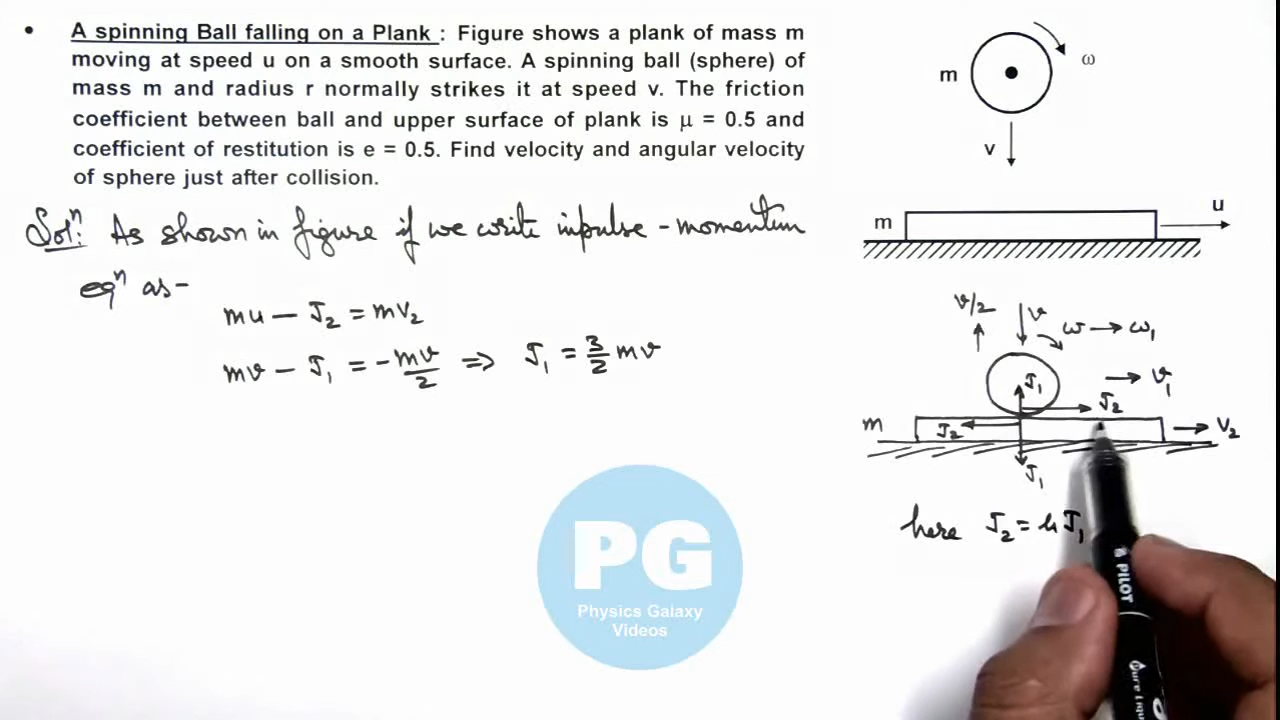 • A spinning Ball falling on a Plank : Figure shows a plank of mass m
moving at speed u on a smooth surface. A spinning ball (sphere) of
mass m and radius r normally strikes it at speed v. The friction
coefficient between ball and upper surface of plank is μ = 0.5 and
coefficient of restitution is e = 0.5. Find velocity and angular velocity
of sphere just after collision.
m
ω
v
m
u
Solⁿ: As shown in figure if we write impulse - momentum
eqⁿ as-
mu - J₂ = mv₂
mv - J₁ = -mv/2 ⇒ J₁ = 3/2 mv
v/2
v
ω → ω₁
J₁
v₁
J₂
m
J₂
v₂
J₁
here J₂ = μJ₁
PG
Physics Galaxy
Videos
PILOT